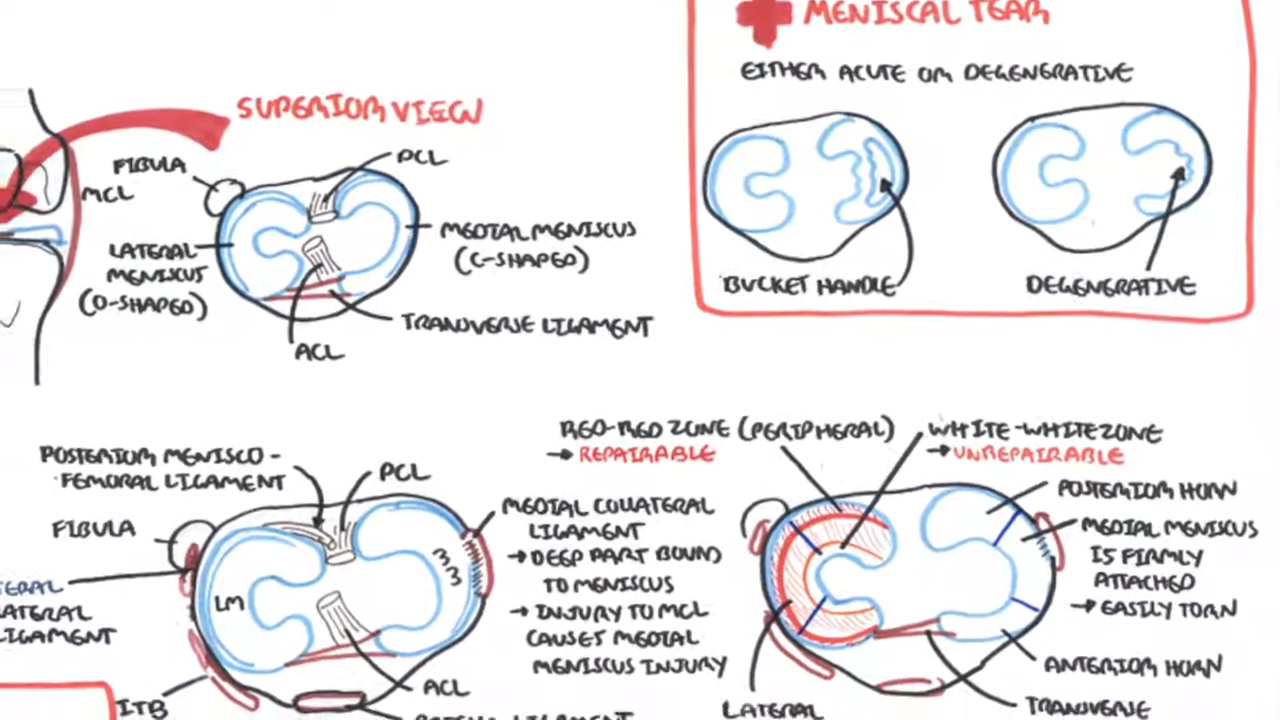 MENISCAL TEAR
EITHER ACUTE OR DEGENERATIVE
BUCKET HANDLE
DEGENERATIVE
SUPERIOR VIEW
FIBULA
PCL
MCL
LATERAL
MENISCUS
(O-SHAPED)
MEDIAL MENISCUS
(C-SHAPED)
TRANSVERSE LIGAMENT
ACL
POSTERIOR MENISCO-
FEMORAL LIGAMENT
PCL
FIBULA
LM
MM
TERAL
LATERAL
LIGAMENT
ITB
ACL
MEDIAL COLLATERAL
LIGAMENT
→ DEEP PART BOUND
TO MENISCUS
→ INJURY TO MCL
CAUSES MEDIAL
MENISCUS INJURY
RED-RED ZONE (PERIPHERAL)
→ REPAIRABLE
WHITE-WHITE ZONE
→ UNREPAIRABLE
POSTERIOR HORN
MEDIAL MENISCUS
IS FIRMLY
ATTACHED
→ EASILY TORN
ANTERIOR HORN
TRANSVERSE
LATERAL